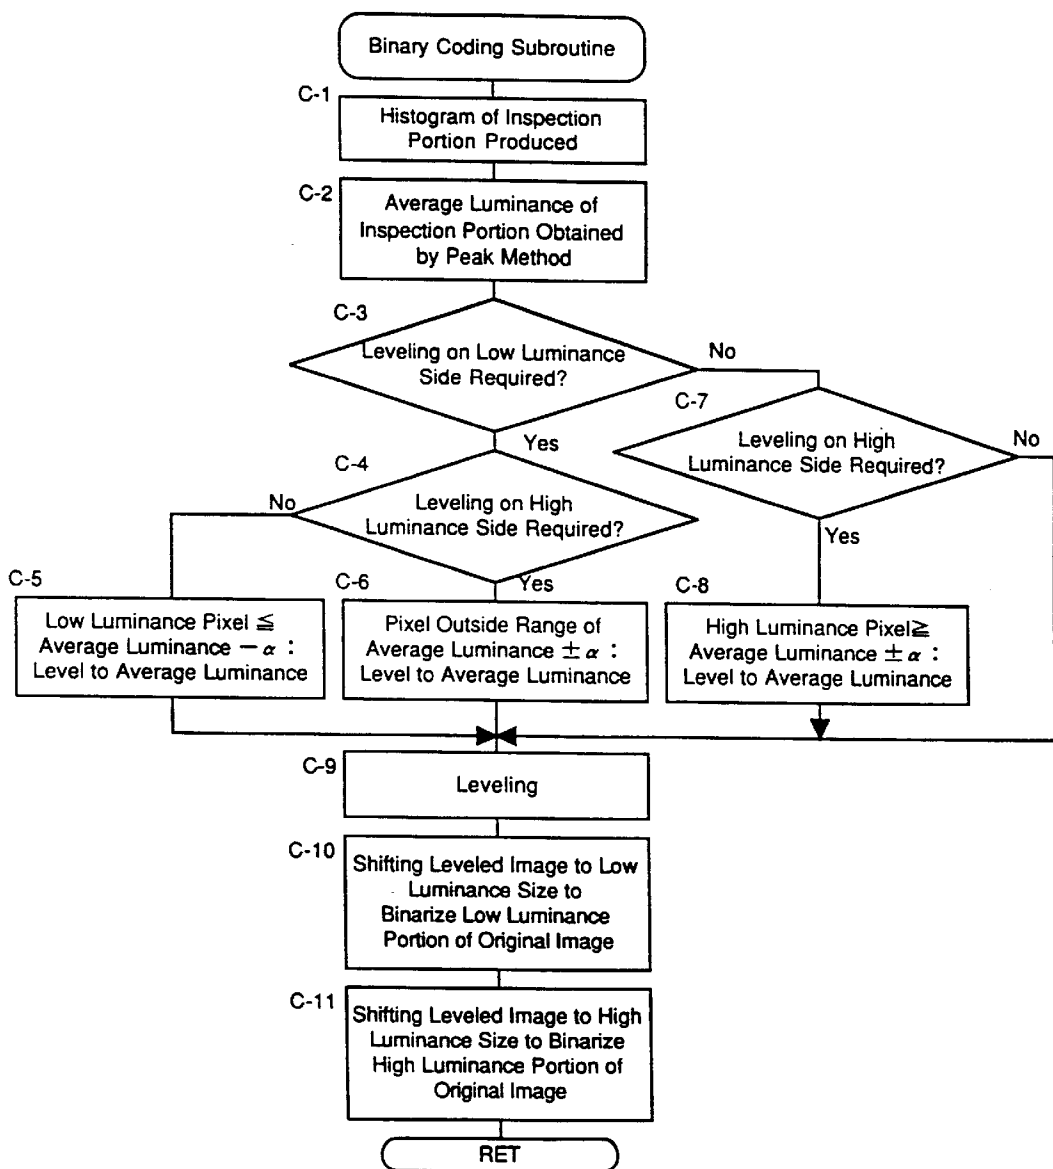 Binary Coding Subroutine
C-1
Histogram of Inspection
Portion Produced
C-2
Average Luminance of
Inspection Portion Obtained
by Peak Method
C-3
Leveling on Low Luminance
Side Required?
No
Yes
C-7
Leveling on High
Luminance Side Required?
No
Yes
C-4
Leveling on High
Luminance Side Required?
No
Yes
C-5
Low Luminance Pixel ≦
Average Luminance － α :
Level to Average Luminance
C-6
Pixel Outside Range of
Average Luminance ± α :
Level to Average Luminance
C-8
High Luminance Pixel≧
Average Luminance ± α :
Level to Average Luminance
C-9
Leveling
C-10
Shifting Leveled Image to Low
Luminance Size to
Binarize Low Luminance
Portion of Original Image
C-11
Shifting Leveled Image to High
Luminance Size to Binarize
High Luminance Portion of
Original Image
RET